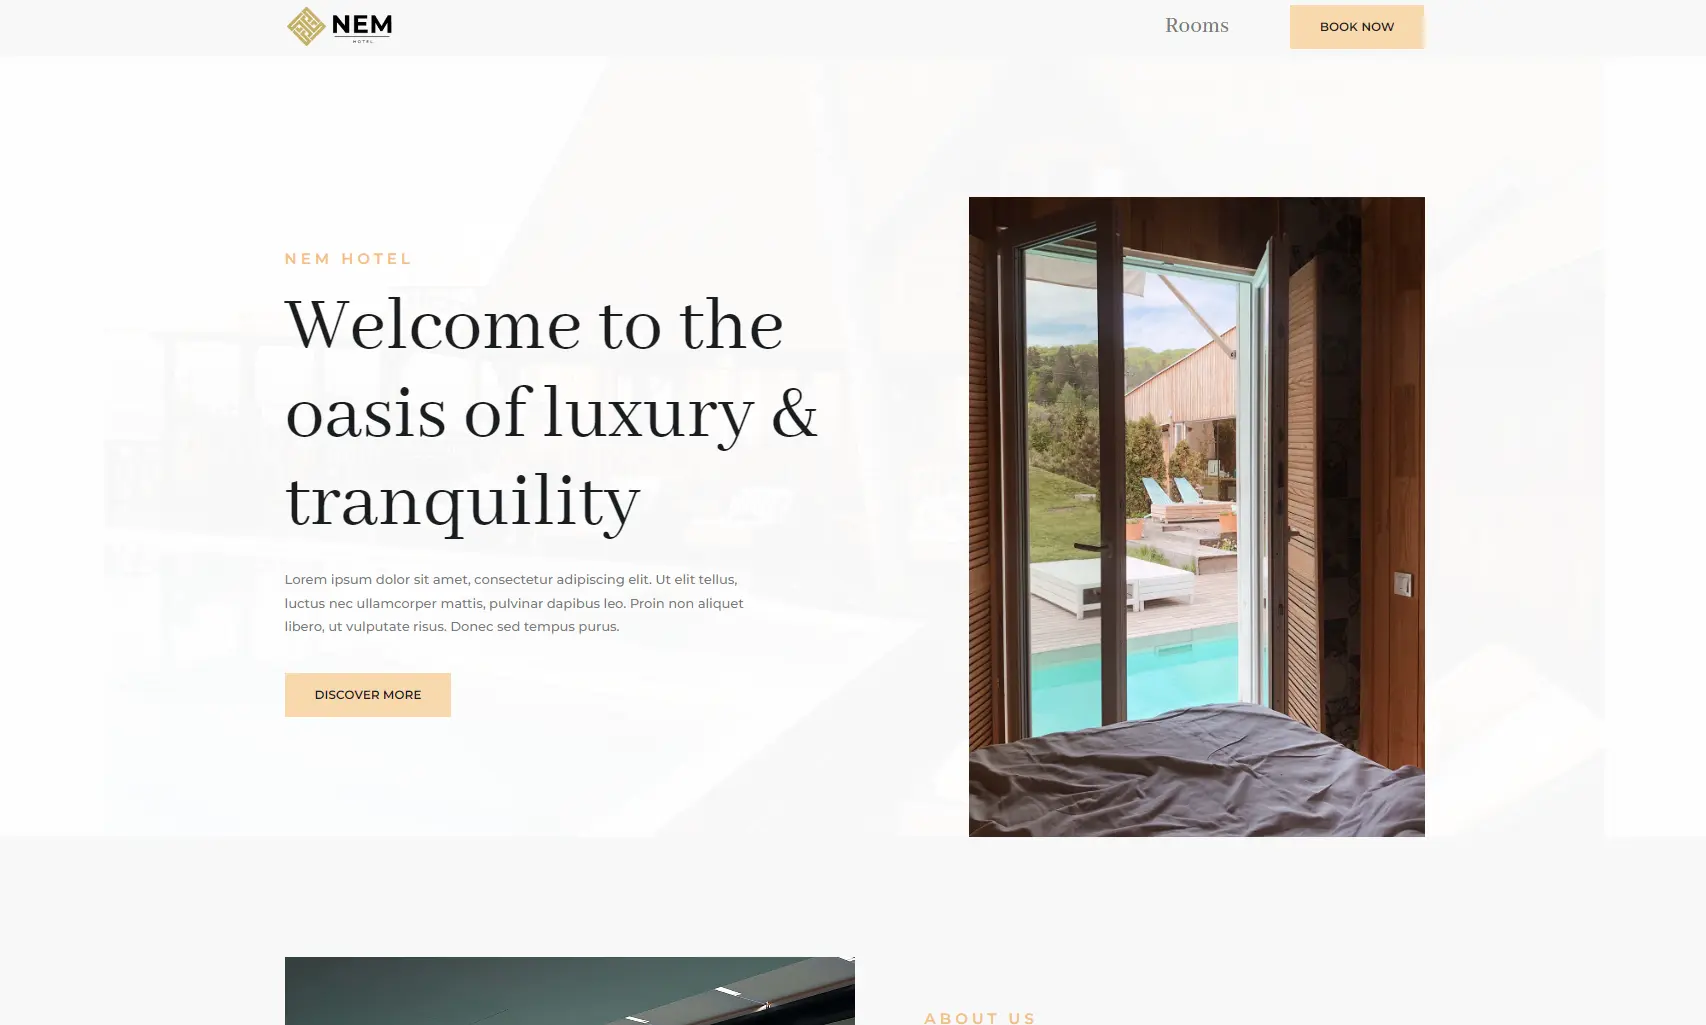 NEM
HOTEL
Rooms
BOOK NOW
NEM HOTEL
Welcome to the
oasis of luxury &
tranquility
Lorem ipsum dolor sit amet, consectetur adipiscing elit. Ut elit tellus,
luctus nec ullamcorper mattis, pulvinar dapibus leo. Proin non aliquet
libero, ut vulputate risus. Donec sed tempus purus.
DISCOVER MORE
ABOUT US